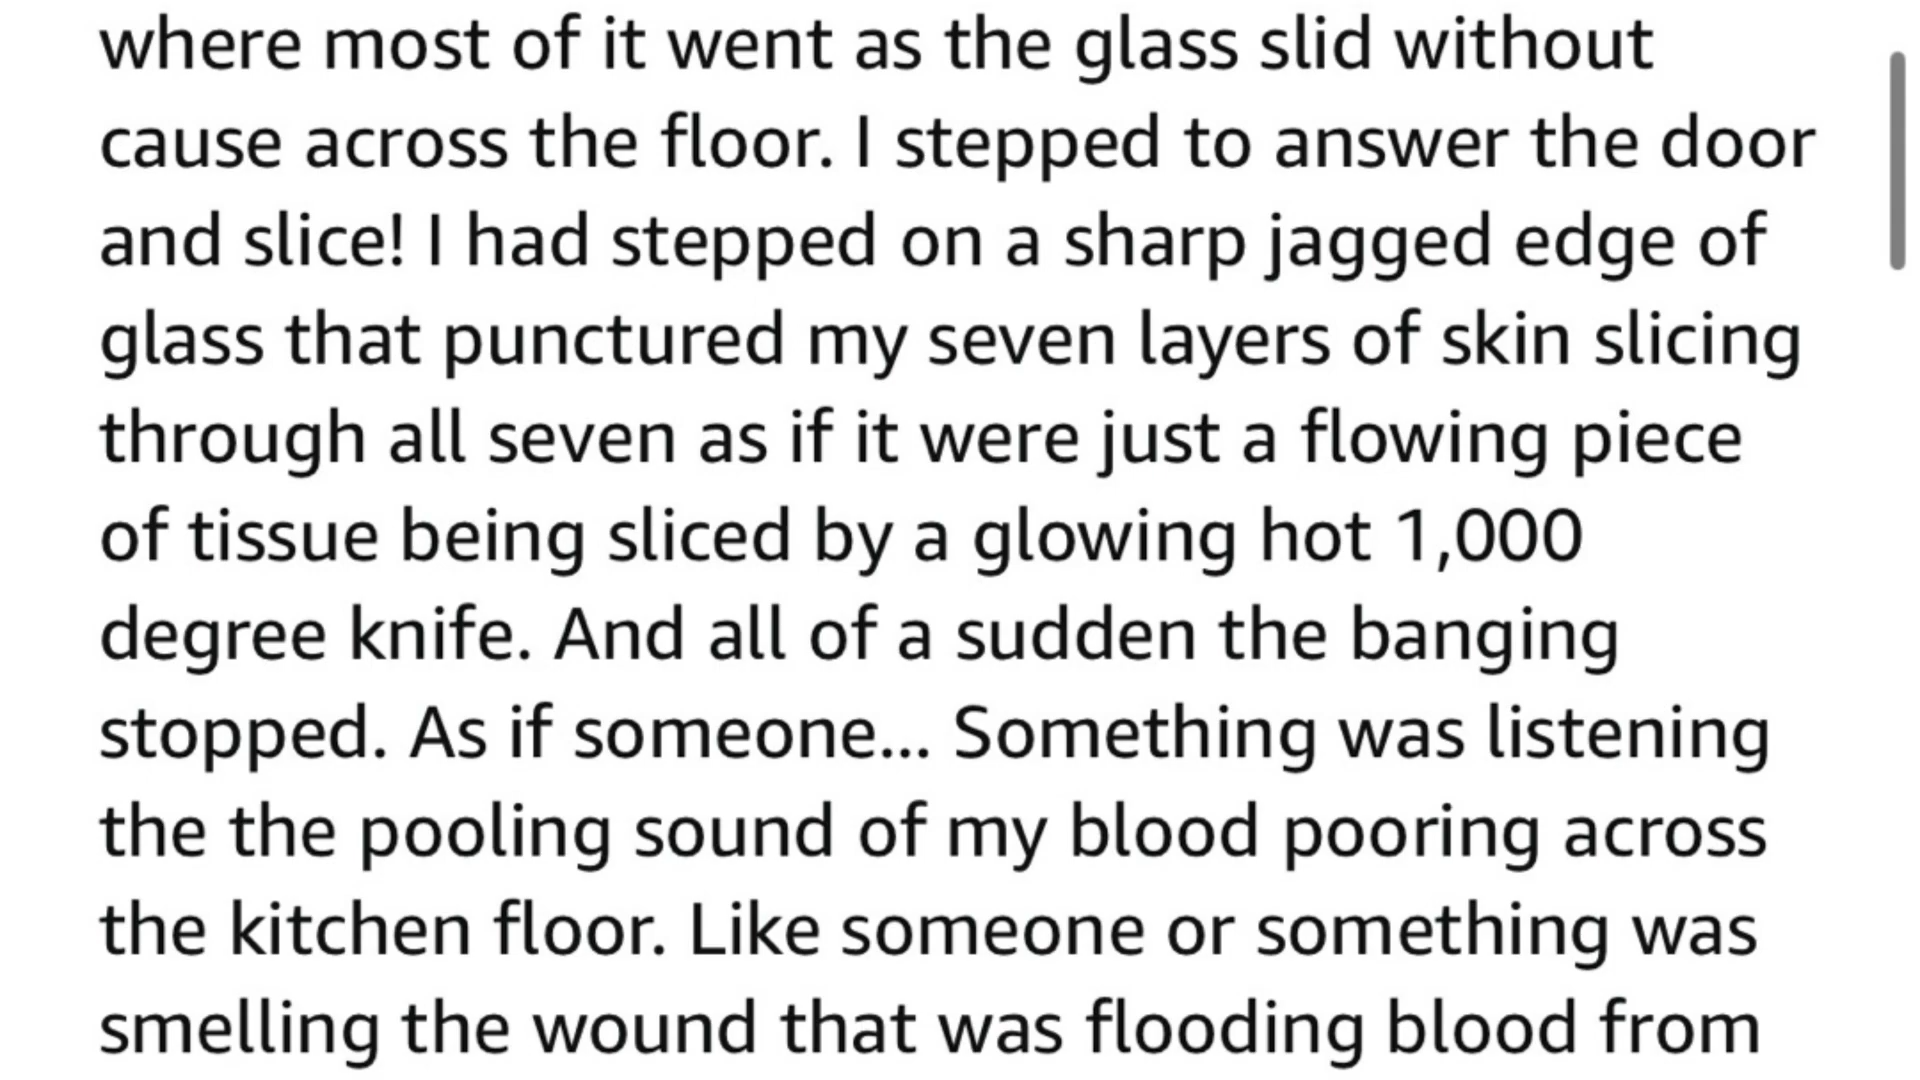 where most of it went as the glass slid without
cause across the floor. I stepped to answer the door
and slice! I had stepped on a sharp jagged edge of
glass that punctured my seven layers of skin slicing
through all seven as if it were just a flowing piece
of tissue being sliced by a glowing hot 1,000
degree knife. And all of a sudden the banging
stopped. As if someone... Something was listening
the the pooling sound of my blood pooring across
the kitchen floor. Like someone or something was
smelling the wound that was flooding blood from